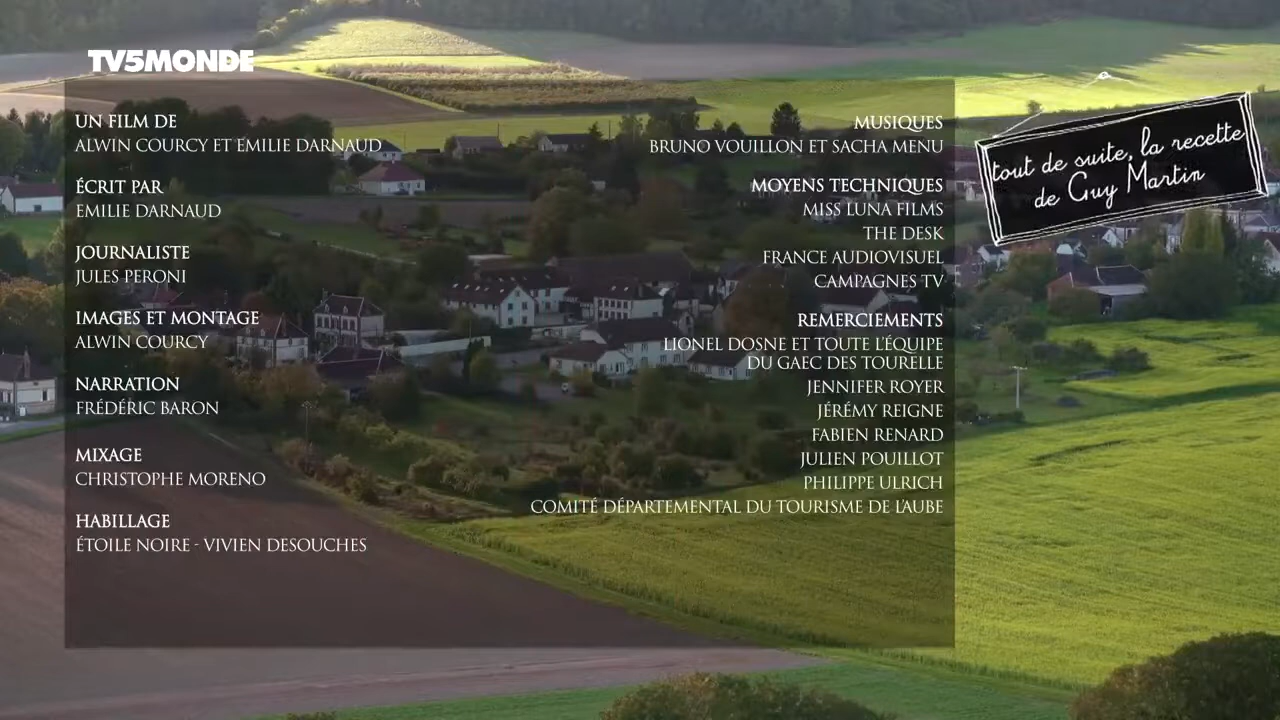 TV5MONDE
UN FILM DE
ALWIN COURCY ET ÉMILIE DARNAUD
ÉCRIT PAR
EMILIE DARNAUD
JOURNALISTE
JULES PERONI
IMAGES ET MONTAGE
ALWIN COURCY
NARRATION
FRÉDÉRIC BARON
MIXAGE
CHRISTOPHE MORENO
HABILLAGE
ÉTOILE NOIRE - VIVIEN DESOUCHES
MUSIQUES
BRUNO VOUILLON ET SACHA MENU
MOYENS TECHNIQUES
MISS LUNA FILMS
THE DESK
FRANCE AUDIOVISUEL
CAMPAGNES TV
REMERCIEMENTS
LIONEL DOSNE ET TOUTE L'ÉQUIPE
DU GAEC DES TOURELLE
JENNIFER ROYER
JÉRÉMY REIGNE
FABIEN RENARD
JULIEN POUILLOT
PHILIPPE ULRICH
COMITÉ DÉPARTEMENTAL DU TOURISME DE L'AUBE
tout de suite, la recette
de Guy Martin